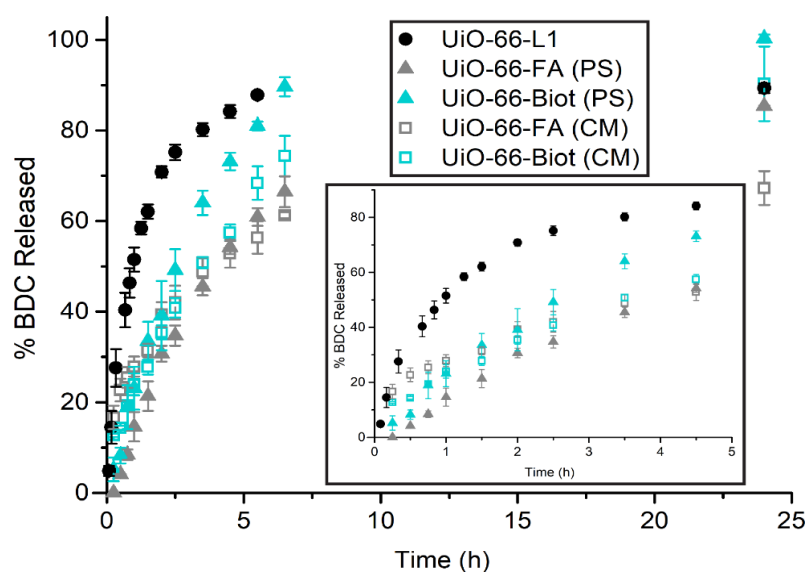 100
80
60
40
20
0
% BDC Released
UiO-66-L1
UiO-66-FA (PS)
UiO-66-Biot (PS)
UiO-66-FA (CM)
UiO-66-Biot (CM)
100
80
60
40
20
0
% BDC Released
0 1 2 3 4 5
Time (h)
0 5 10 15 20 25
Time (h)